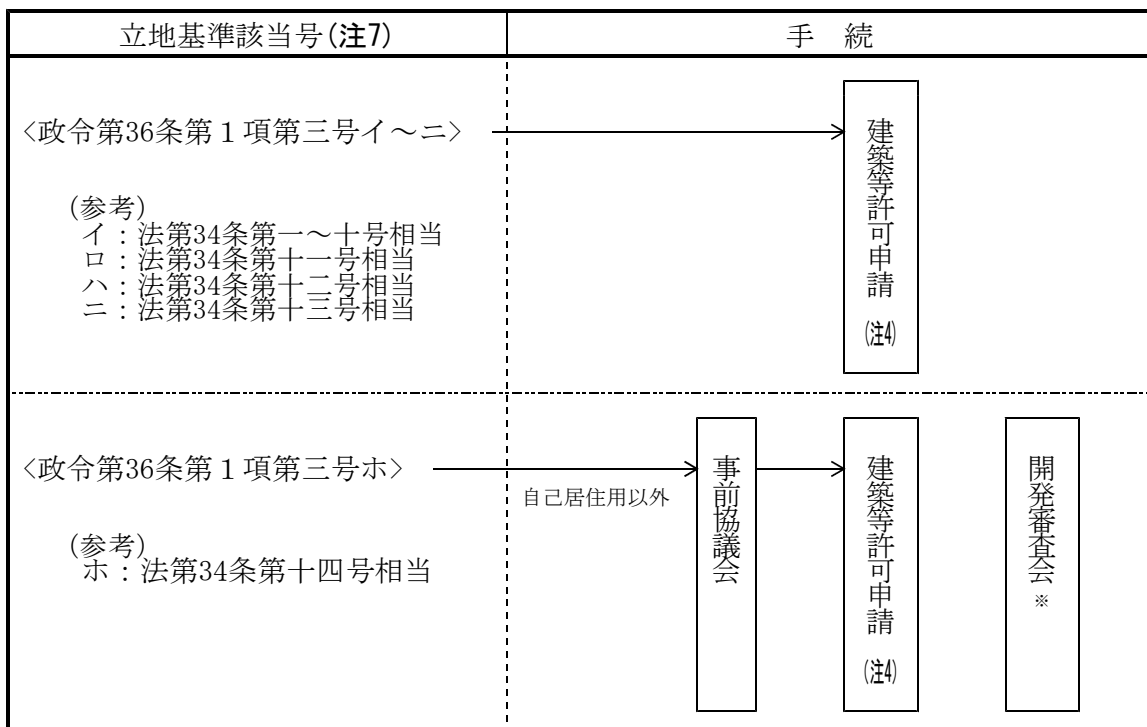 立地基準該当号(注7)
手　続
<政令第36条第１項第三号イ～ニ>
(参考)
イ：法第34条第一～十号相当
ロ：法第34条第十一号相当
ハ：法第34条第十二号相当
ニ：法第34条第十三号相当
建築等許可申請
(注4)
<政令第36条第１項第三号ホ>
(参考)
ホ：法第34条第十四号相当
自己居住用以外
事前協議会
建築等許可申請
(注4)
開発審査会
※